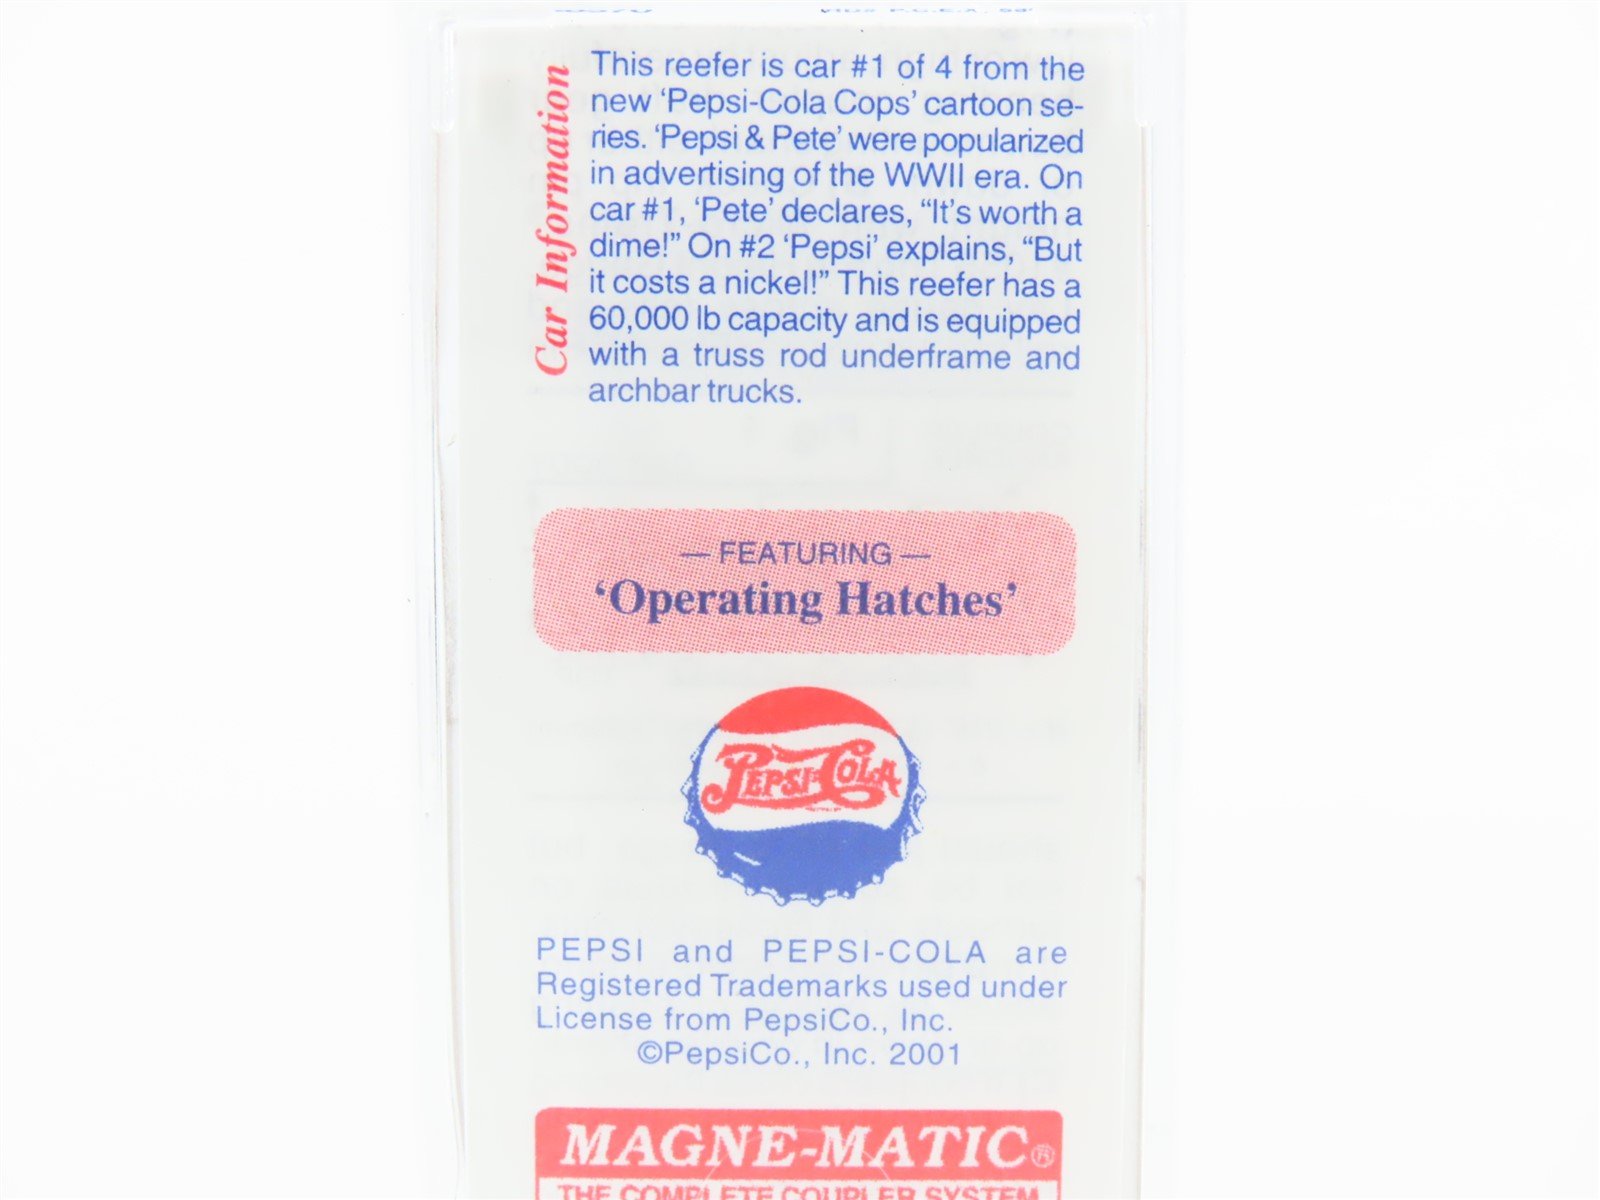 Car Information
This reefer is car #1 of 4 from the
new ‘Pepsi-Cola Cops’ cartoon se-
ries. ‘Pepsi & Pete’ were popularized
in advertising of the WWII era. On
car #1, ‘Pete’ declares, “It's worth a
dime!” On #2 ‘Pepsi’ explains, “But
it costs a nickel!” This reefer has a
60,000 lb capacity and is equipped
with a truss rod underframe and
archbar trucks.
— FEATURING —
‘Operating Hatches’
PEPSI-COLA
PEPSI and PEPSI-COLA are
Registered Trademarks used under
License from PepsiCo., Inc.
©PepsiCo., Inc. 2001
MAGNE-MATIC®
THE COMPLETE COUPLER SYSTEM